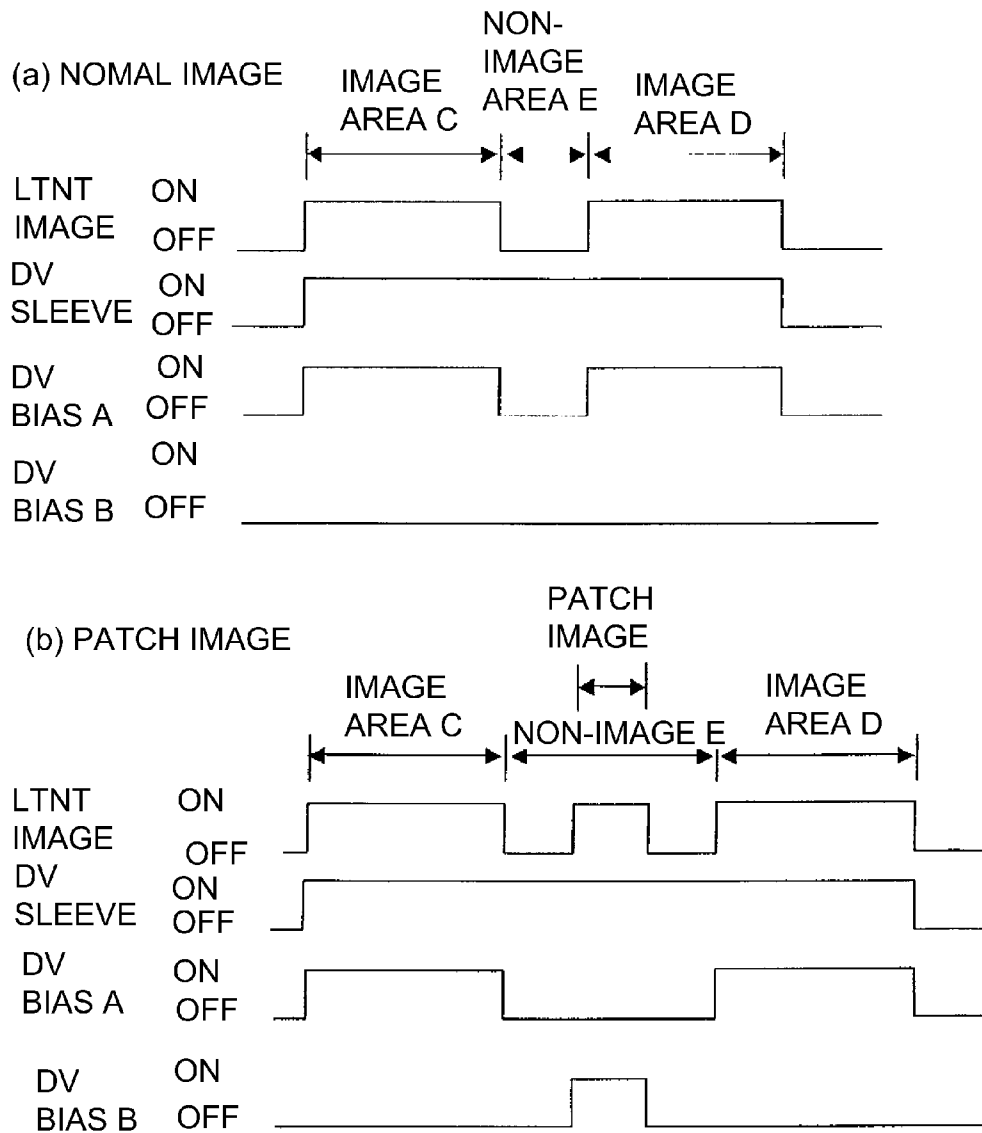 (a) NOMAL IMAGE
IMAGE
AREA C
NON-
IMAGE
AREA E
IMAGE
AREA D
LTNT
IMAGE
ON
OFF
DV
SLEEVE
ON
OFF
DV
BIAS A
ON
OFF
DV
BIAS B
ON
OFF
(b) PATCH IMAGE
PATCH
IMAGE
IMAGE
AREA C
NON-IMAGE E
IMAGE
AREA D
LTNT
IMAGE
ON
OFF
DV
SLEEVE
ON
OFF
DV
BIAS A
ON
OFF
DV
BIAS B
ON
OFF